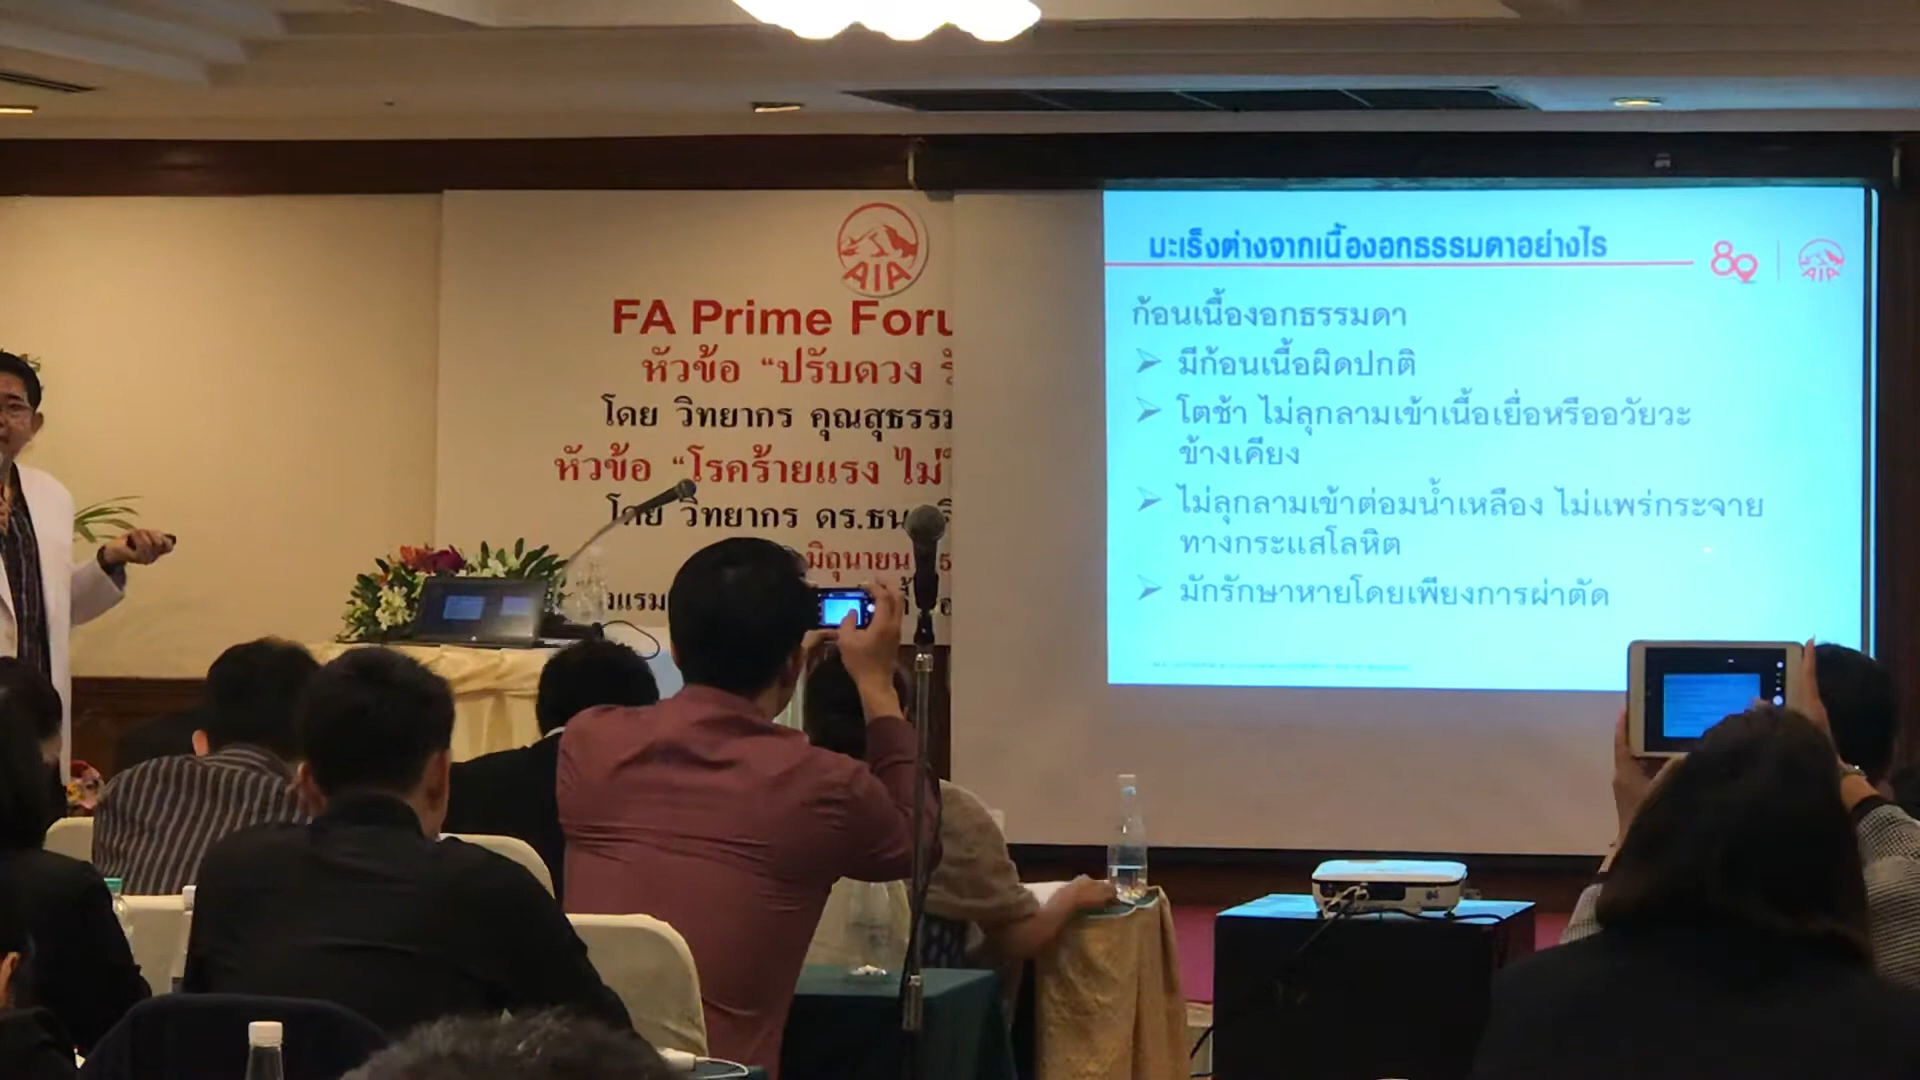 AIA
FA Prime Foru
หัวข้อ “ปรับดวง
โดย วิทยากร คุณสุธรรม
หัวข้อ “โรคร้ายแรง ไม่
โดย วิทยากร ดร.ธน
มิถุนายน
มะเร็งต่างจากเนื้องอกธรรมดาอย่างไร
80
AIA
ก้อนเนื้องอกธรรมดา
➢ มีก้อนเนื้อผิดปกติ
➢ โตช้า ไม่ลุกลามเข้าเนื้อเยื่อหรืออวัยวะ
ข้างเคียง
➢ ไม่ลุกลามเข้าต่อมน้ำเหลือง ไม่แพร่กระจาย
ทางกระแสโลหิต
➢ มักรักษาหายโดยเพียงการผ่าตัด